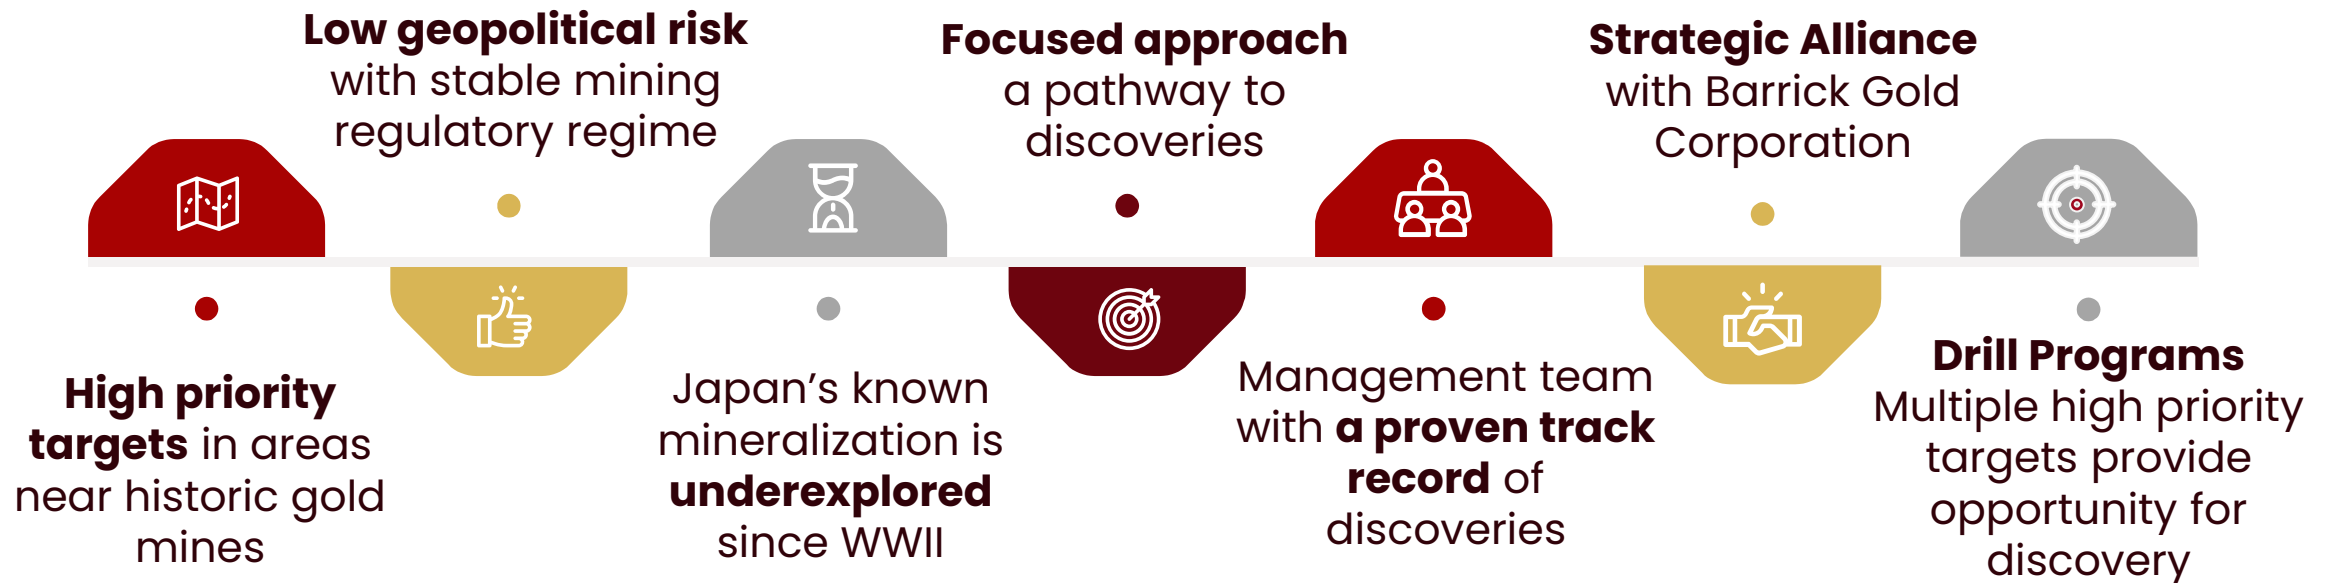 High priority
targets in areas
near historic gold
mines
Low geopolitical risk
with stable mining
regulatory regime
Japan’s known
mineralization is
underexplored
since WWII
Focused approach
a pathway to
discoveries
Management team
with a proven track
record of
discoveries
Strategic Alliance
with Barrick Gold
Corporation
Drill Programs
Multiple high priority
targets provide
opportunity for
discovery